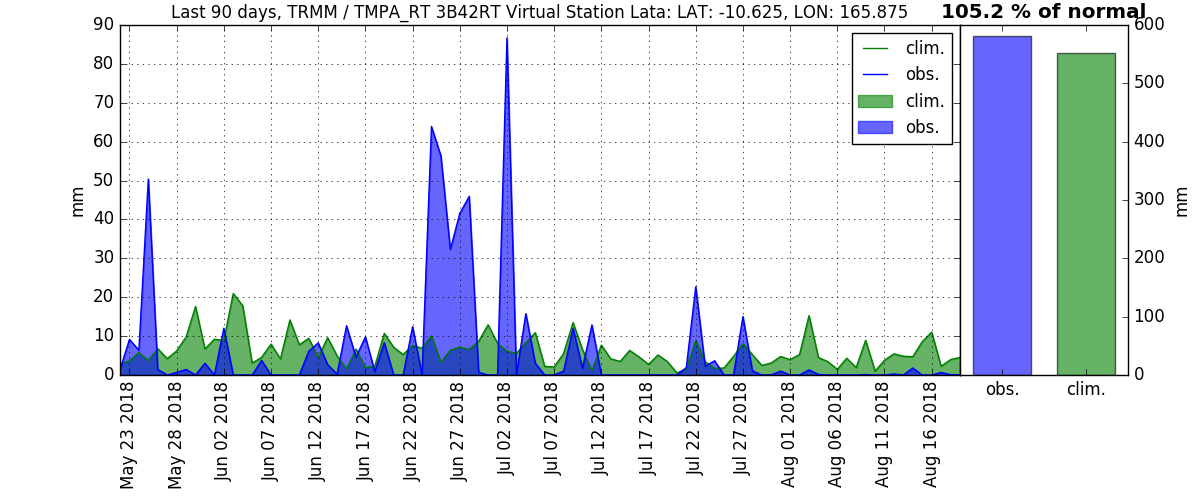 Last 90 days, TRMM / TMPA_RT 3B42RT Virtual Station Lata: LAT: -10.625, LON: 165.875
105.2 % of normal
90
80
70
60
50
40
30
20
10
0
mm
clim.
obs.
clim.
obs.
May 23 2018
May 28 2018
Jun 02 2018
Jun 07 2018
Jun 12 2018
Jun 17 2018
Jun 22 2018
Jun 27 2018
Jul 02 2018
Jul 07 2018
Jul 12 2018
Jul 17 2018
Jul 22 2018
Jul 27 2018
Aug 01 2018
Aug 06 2018
Aug 11 2018
Aug 16 2018
600
500
400
300
200
100
0
mm
obs.
clim.